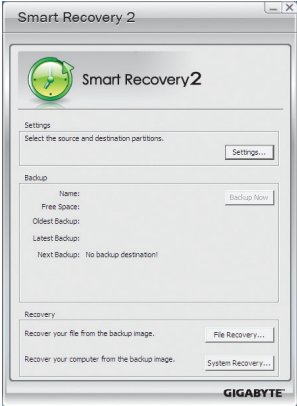 Smart Recovery 2
Smart Recovery2
Settings
Select the source and destination partitions.
Settings...
Backup
Name:
Backup Now
Free Space:
Oldest Backup:
Latest Backup:
Next Backup: No backup destination!
Recovery
Recover your file from the backup image.
File Recovery...
Recover your computer from the backup image.
System Recovery...
GIGABYTE™